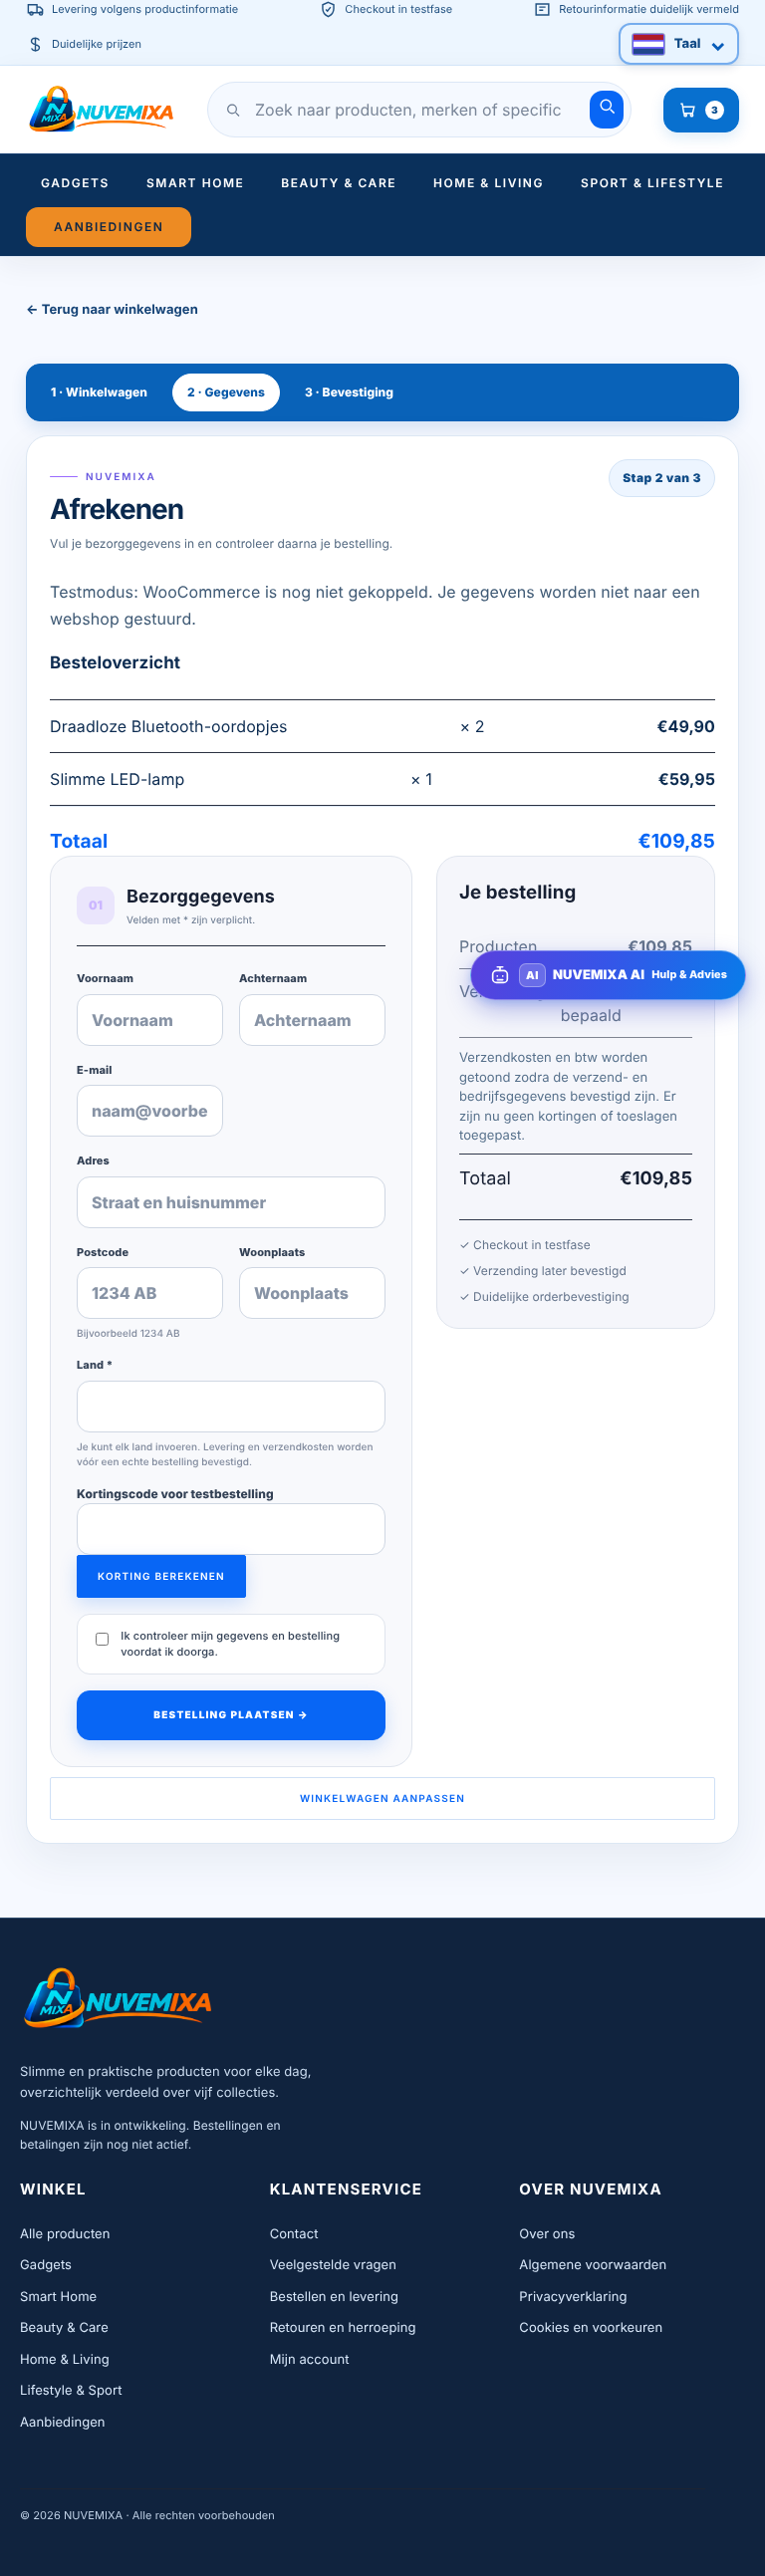 Levering volgens productinformatie
Checkout in testfase
Retourinformatie duidelijk vermeld
Duidelijke prijzen
Taal
NUVEMIXA
Zoek naar producten, merken of specific
3
GADGETS
SMART HOME
BEAUTY & CARE
HOME & LIVING
SPORT & LIFESTYLE
AANBIEDINGEN
← Terug naar winkelwagen
1 · Winkelwagen
2 · Gegevens
3 · Bevestiging
NUVEMIXA
Stap 2 van 3
Afrekenen
Vul je bezorggegevens in en controleer daarna je bestelling.
Testmodus: WooCommerce is nog niet gekoppeld. Je gegevens worden niet naar een
webshop gestuurd.
Besteloverzicht
Draadloze Bluetooth-oordopjes × 2 €49,90
Slimme LED-lamp × 1 €59,95
Totaal €109,85
01
Bezorggegevens
Velden met * zijn verplicht.
Voornaam
Achternaam
Voornaam
Achternaam
E-mail
naam@voorbe
Adres
Straat en huisnummer
Postcode
Woonplaats
1234 AB
Woonplaats
Bijvoorbeeld 1234 AB
Land *
Je kunt elk land invoeren. Levering en verzendkosten worden
vóór een echte bestelling bevestigd.
Kortingscode voor testbestelling
KORTING BEREKENEN
Ik controleer mijn gegevens en bestelling
voordat ik doorga.
BESTELLING PLAATSEN →
Je bestelling
Producten €109,85
AI NUVEMIXA AI Hulp & Advies
bepaald
Verzendkosten en btw worden
getoond zodra de verzend- en
bedrijfsgegevens bevestigd zijn. Er
zijn nu geen kortingen of toeslagen
toegepast.
Totaal €109,85
✓ Checkout in testfase
✓ Verzending later bevestigd
✓ Duidelijke orderbevestiging
WINKELWAGEN AANPASSEN
NUVEMIXA
Slimme en praktische producten voor elke dag,
overzichtelijk verdeeld over vijf collecties.
NUVEMIXA is in ontwikkeling. Bestellingen en
betalingen zijn nog niet actief.
WINKEL
Alle producten
Gadgets
Smart Home
Beauty & Care
Home & Living
Lifestyle & Sport
Aanbiedingen
KLANTENSERVICE
Contact
Veelgestelde vragen
Bestellen en levering
Retouren en herroeping
Mijn account
OVER NUVEMIXA
Over ons
Algemene voorwaarden
Privacyverklaring
Cookies en voorkeuren
© 2026 NUVEMIXA · Alle rechten voorbehouden